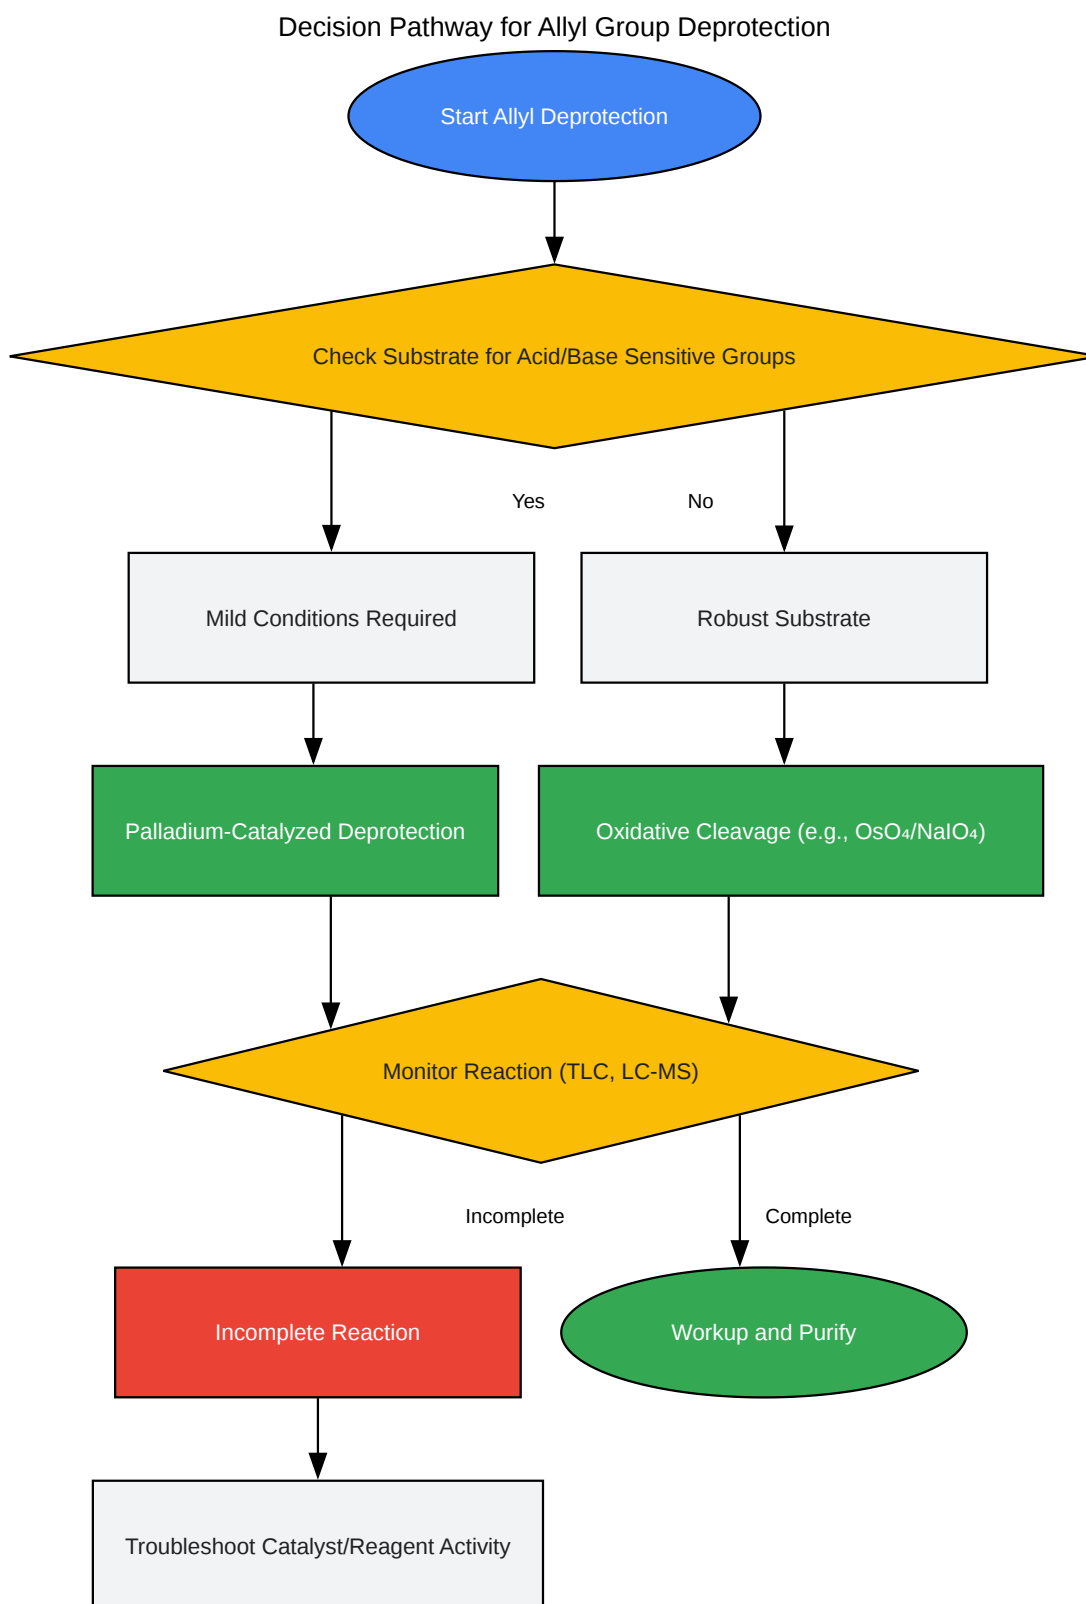 Decision Pathway for Allyl Group Deprotection
Start Allyl Deprotection
Check Substrate for Acid/Base Sensitive Groups
Yes
No
Mild Conditions Required
Robust Substrate
Palladium-Catalyzed Deprotection
Oxidative Cleavage (e.g., OsO₄/NaIO₄)
Monitor Reaction (TLC, LC-MS)
Incomplete
Complete
Incomplete Reaction
Workup and Purify
Troubleshoot Catalyst/Reagent Activity